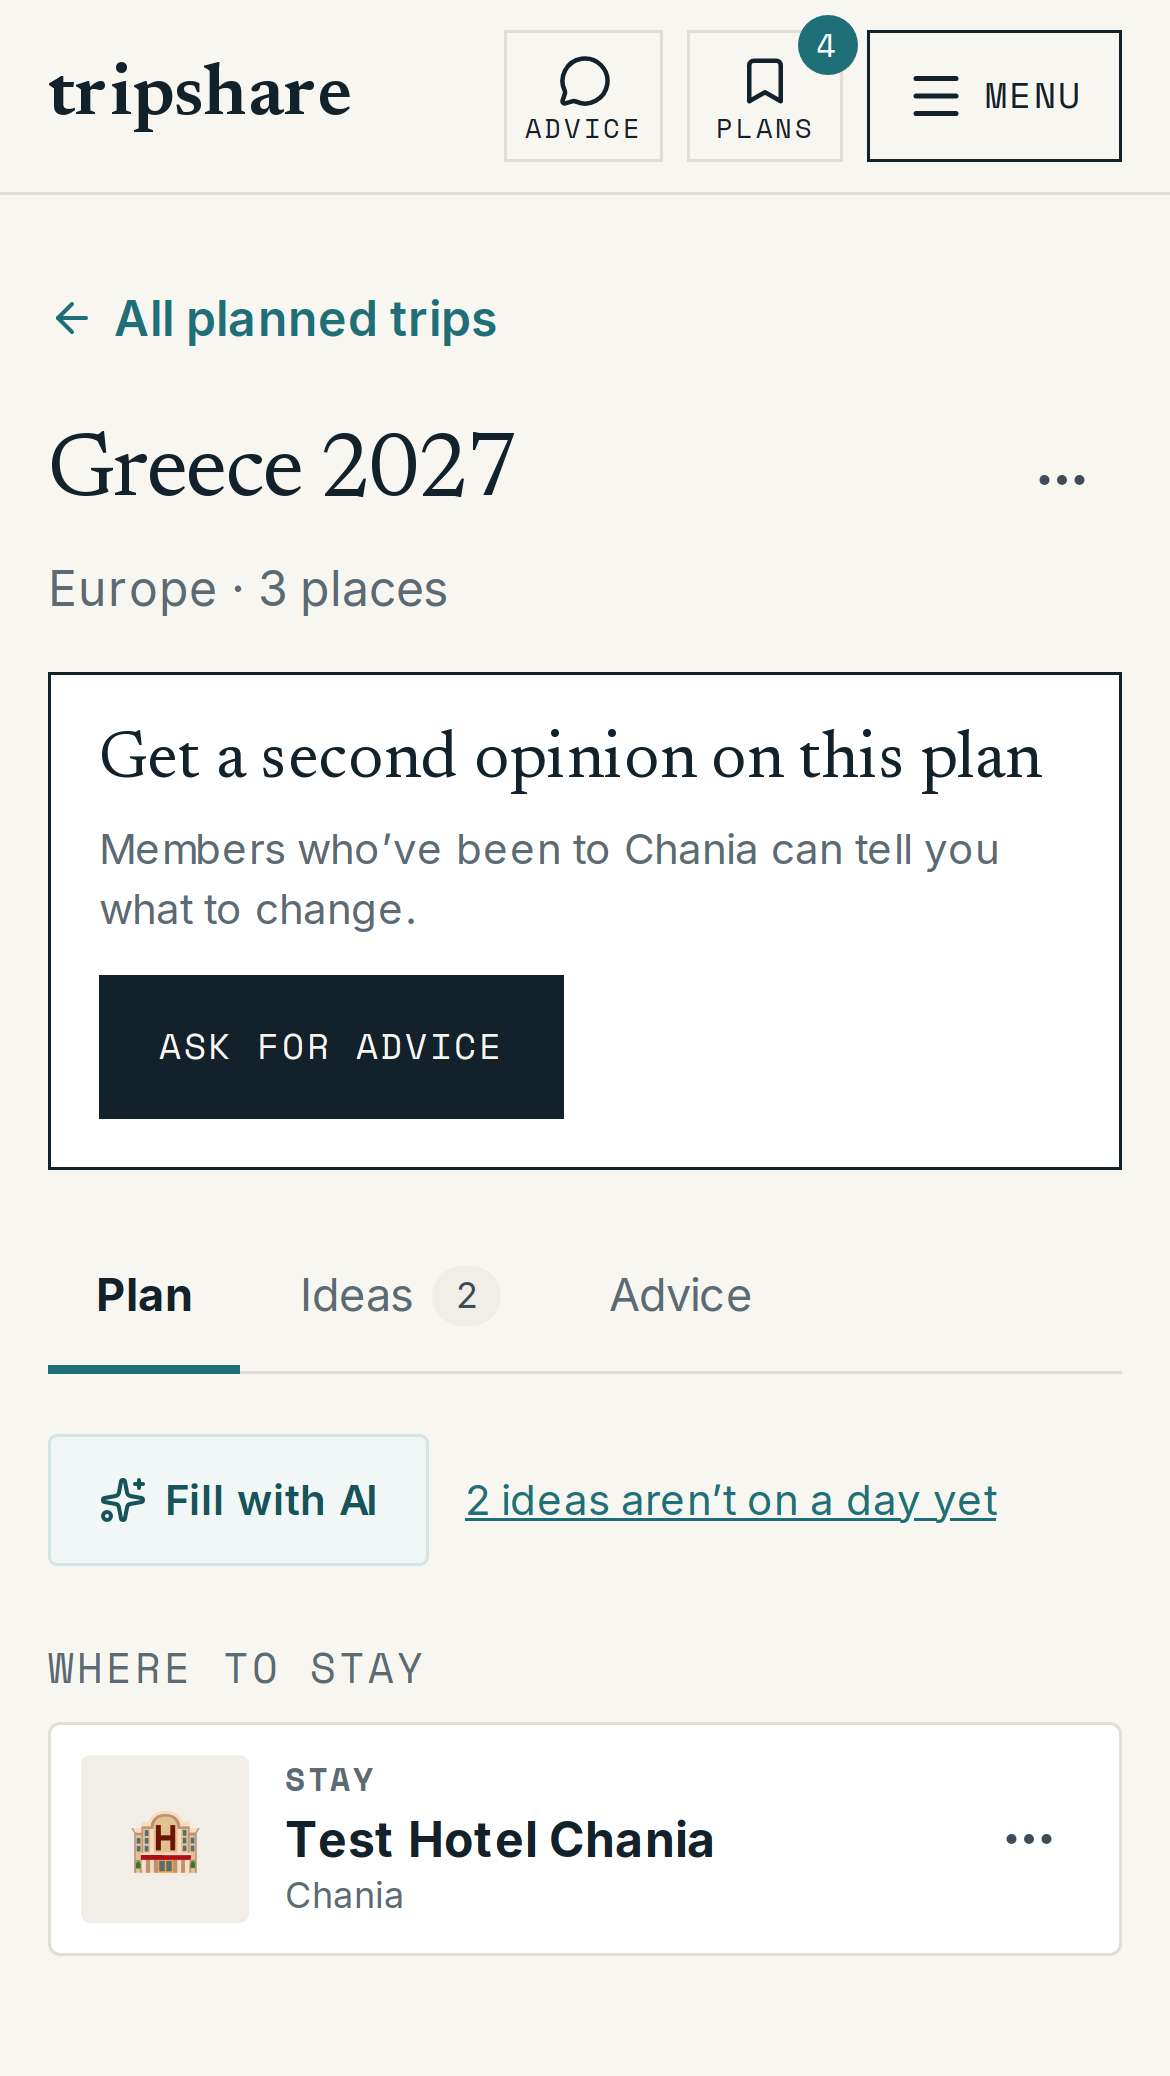 tripshare
ADVICE
PLANS
4
MENU
← All planned trips
Greece 2027
Europe · 3 places
Get a second opinion on this plan
Members who’ve been to Chania can tell you
what to change.
ASK FOR ADVICE
Plan
Ideas 2
Advice
Fill with AI
2 ideas aren’t on a day yet
WHERE TO STAY
STAY
H
Test Hotel Chania
Chania